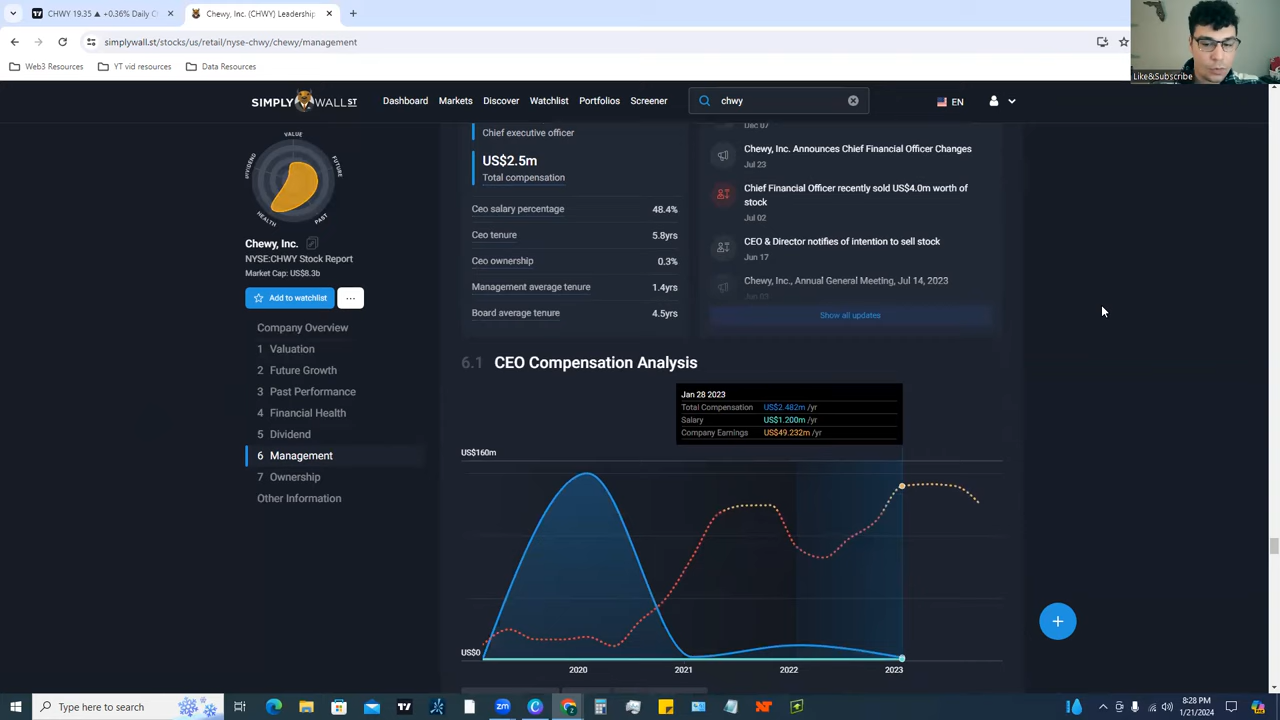 CHWY 19.35 ▲ +0.36% Daily C
Chewy, Inc. (CHWY) Leadership
simplywall.st/stocks/us/retail/nyse-chwy/chewy/management
Web3 Resources
YT vid resources
Data Resources
Like&Subscribe
SIMPLY WALL ST
Dashboard
Markets
Discover
Watchlist
Portfolios
Screener
chwy
EN
VALUE
FUTURE
PAST
HEALTH
DIVIDEND
Chewy, Inc.
NYSE:CHWY Stock Report
Market Cap: US$8.3b
Add to watchlist
...
Company Overview
1 Valuation
2 Future Growth
3 Past Performance
4 Financial Health
5 Dividend
6 Management
7 Ownership
Other Information
Chief executive officer
US$2.5m
Total compensation
Ceo salary percentage 48.4%
Ceo tenure 5.8yrs
Ceo ownership 0.3%
Management average tenure 1.4yrs
Board average tenure 4.5yrs
Dec 07
Chewy, Inc. Announces Chief Financial Officer Changes
Jul 23
Chief Financial Officer recently sold US$4.0m worth of
stock
Jul 02
CEO & Director notifies of intention to sell stock
Jun 17
Chewy, Inc., Annual General Meeting, Jul 14, 2023
Jun 03
Show all updates
6.1 CEO Compensation Analysis
Jan 28 2023
Total Compensation US$2.482m /yr
Salary US$1.200m /yr
Company Earnings US$49.232m /yr
US$160m
US$0
2020
2021
2022
2023
Type here to search
8:28 PM
1/21/2024